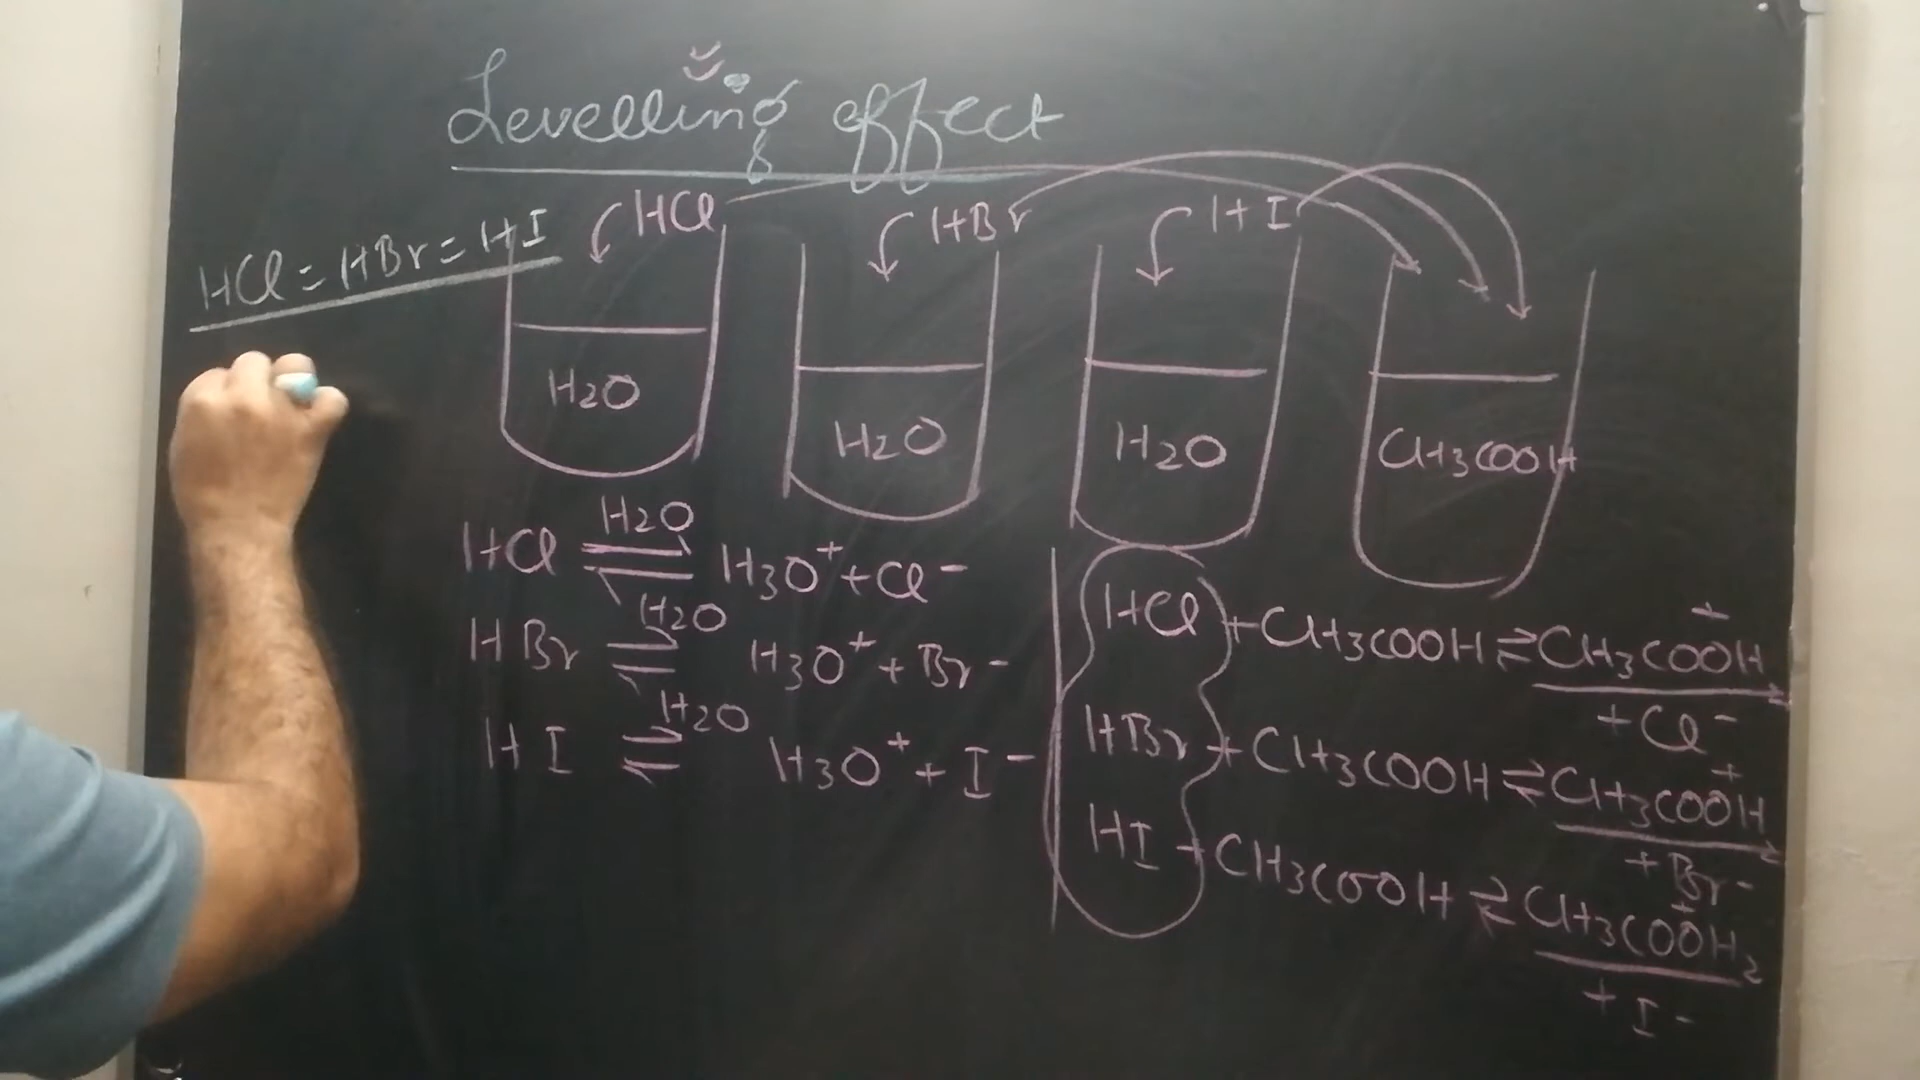 Levelling effect
HCl = HBr = HI
HCl
HBr
HI
H2O
H2O
H2O
CH3COOH
HCl ⇌ H2O H3O+ + Cl-
HBr ⇌ H2O H3O+ + Br-
HI ⇌ H2O H3O+ + I-
HCl + CH3COOH ⇌ CH3COOH+
+ Cl-
HBr + CH3COOH ⇌ CH3COOH+
+ Br-
HI + CH3COOH ⇌ CH3COOH2+
+ I-